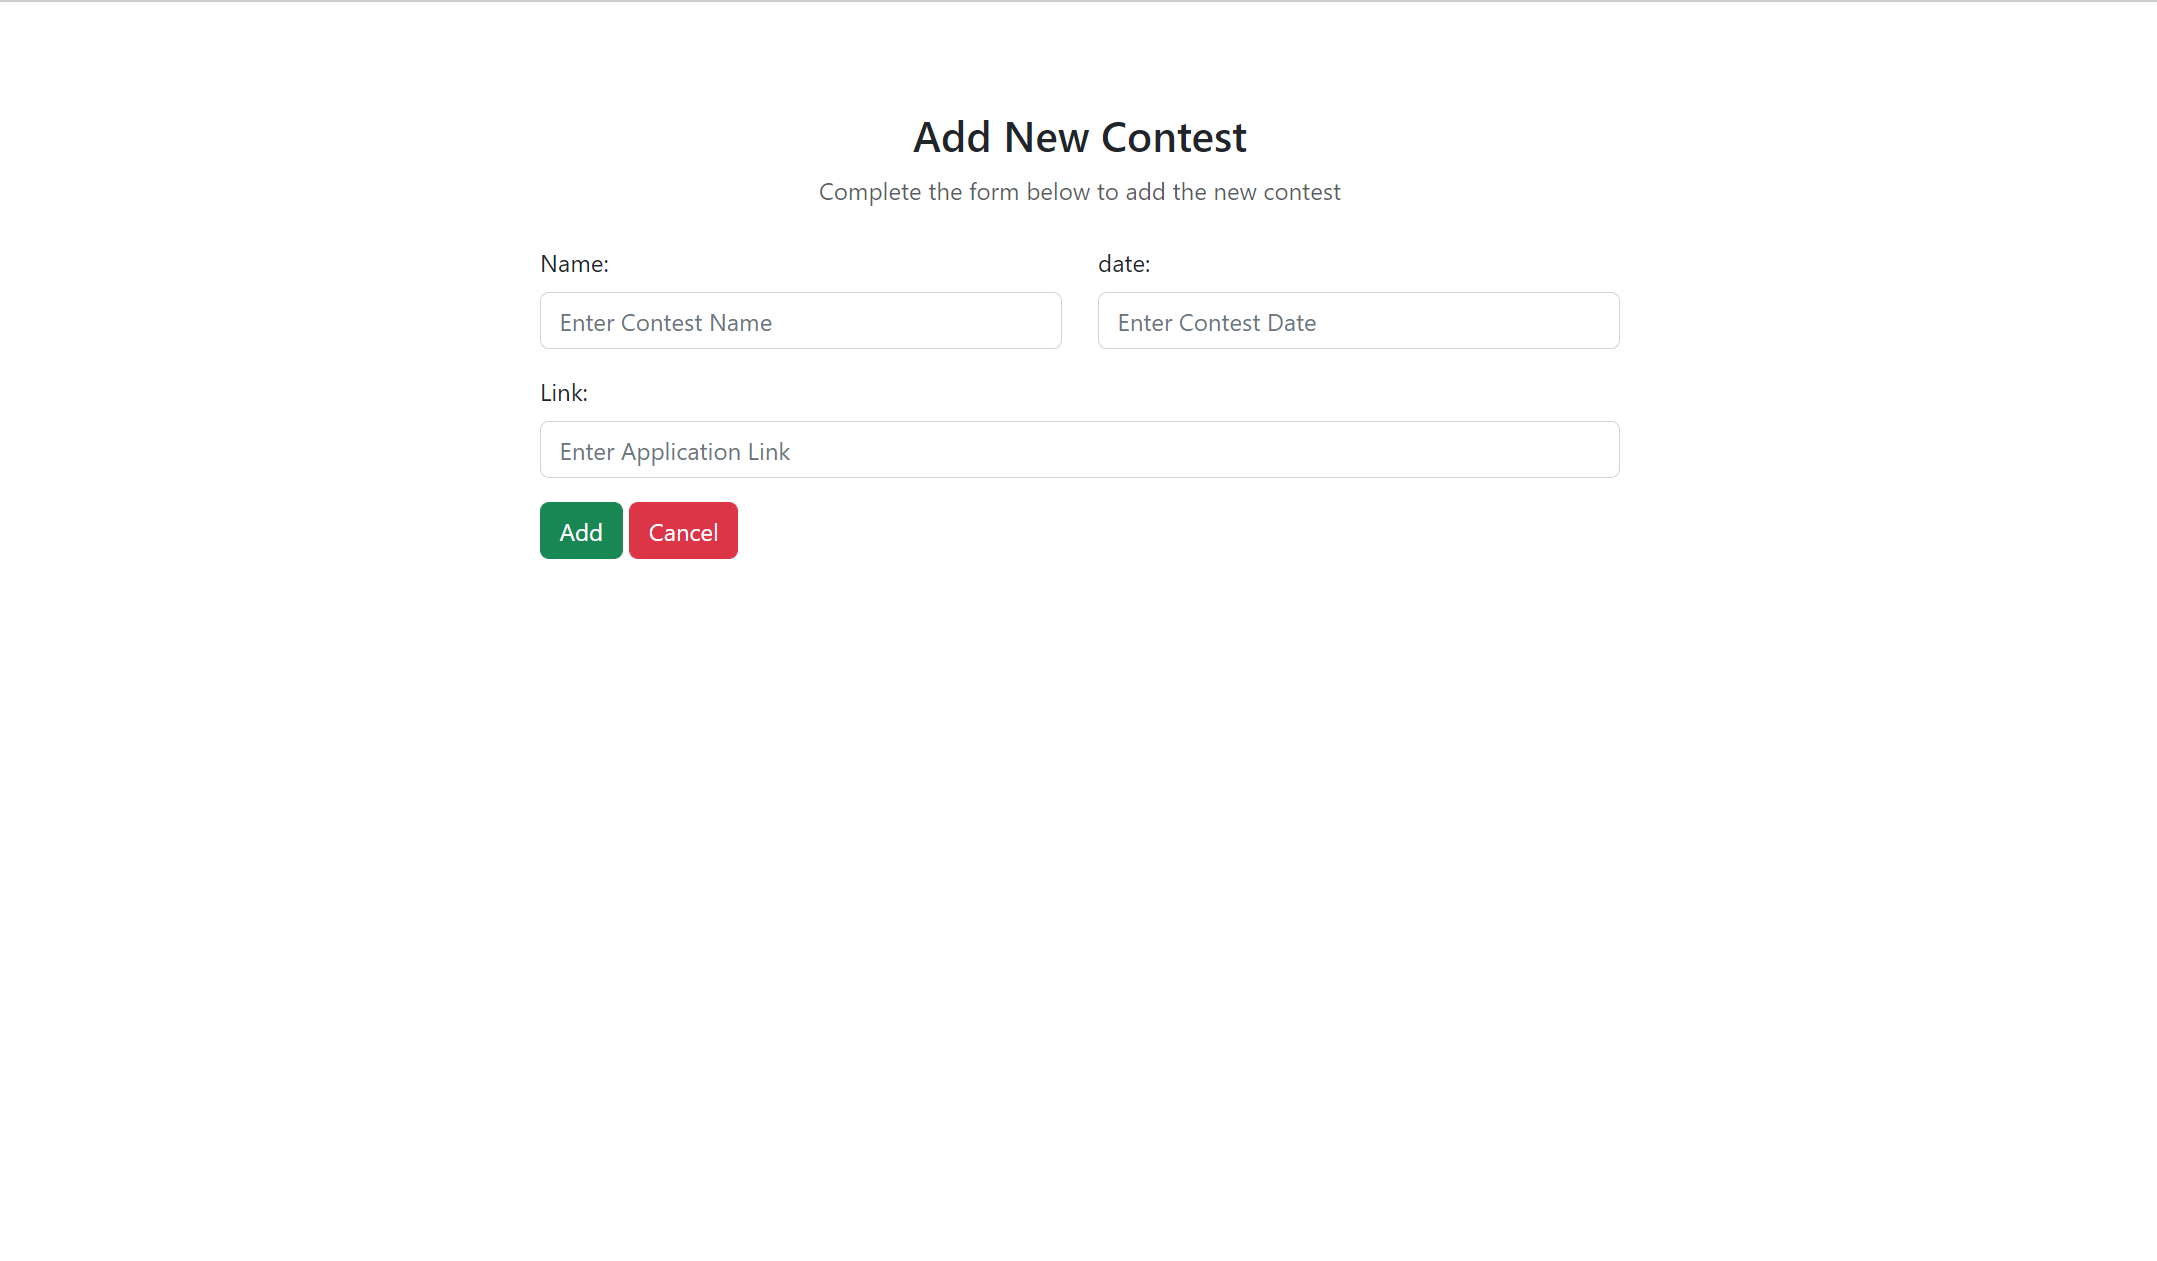 Add New Contest
Complete the form below to add the new contest
Name:
date:
Enter Contest Name
Enter Contest Date
Link:
Enter Application Link
Add
Cancel